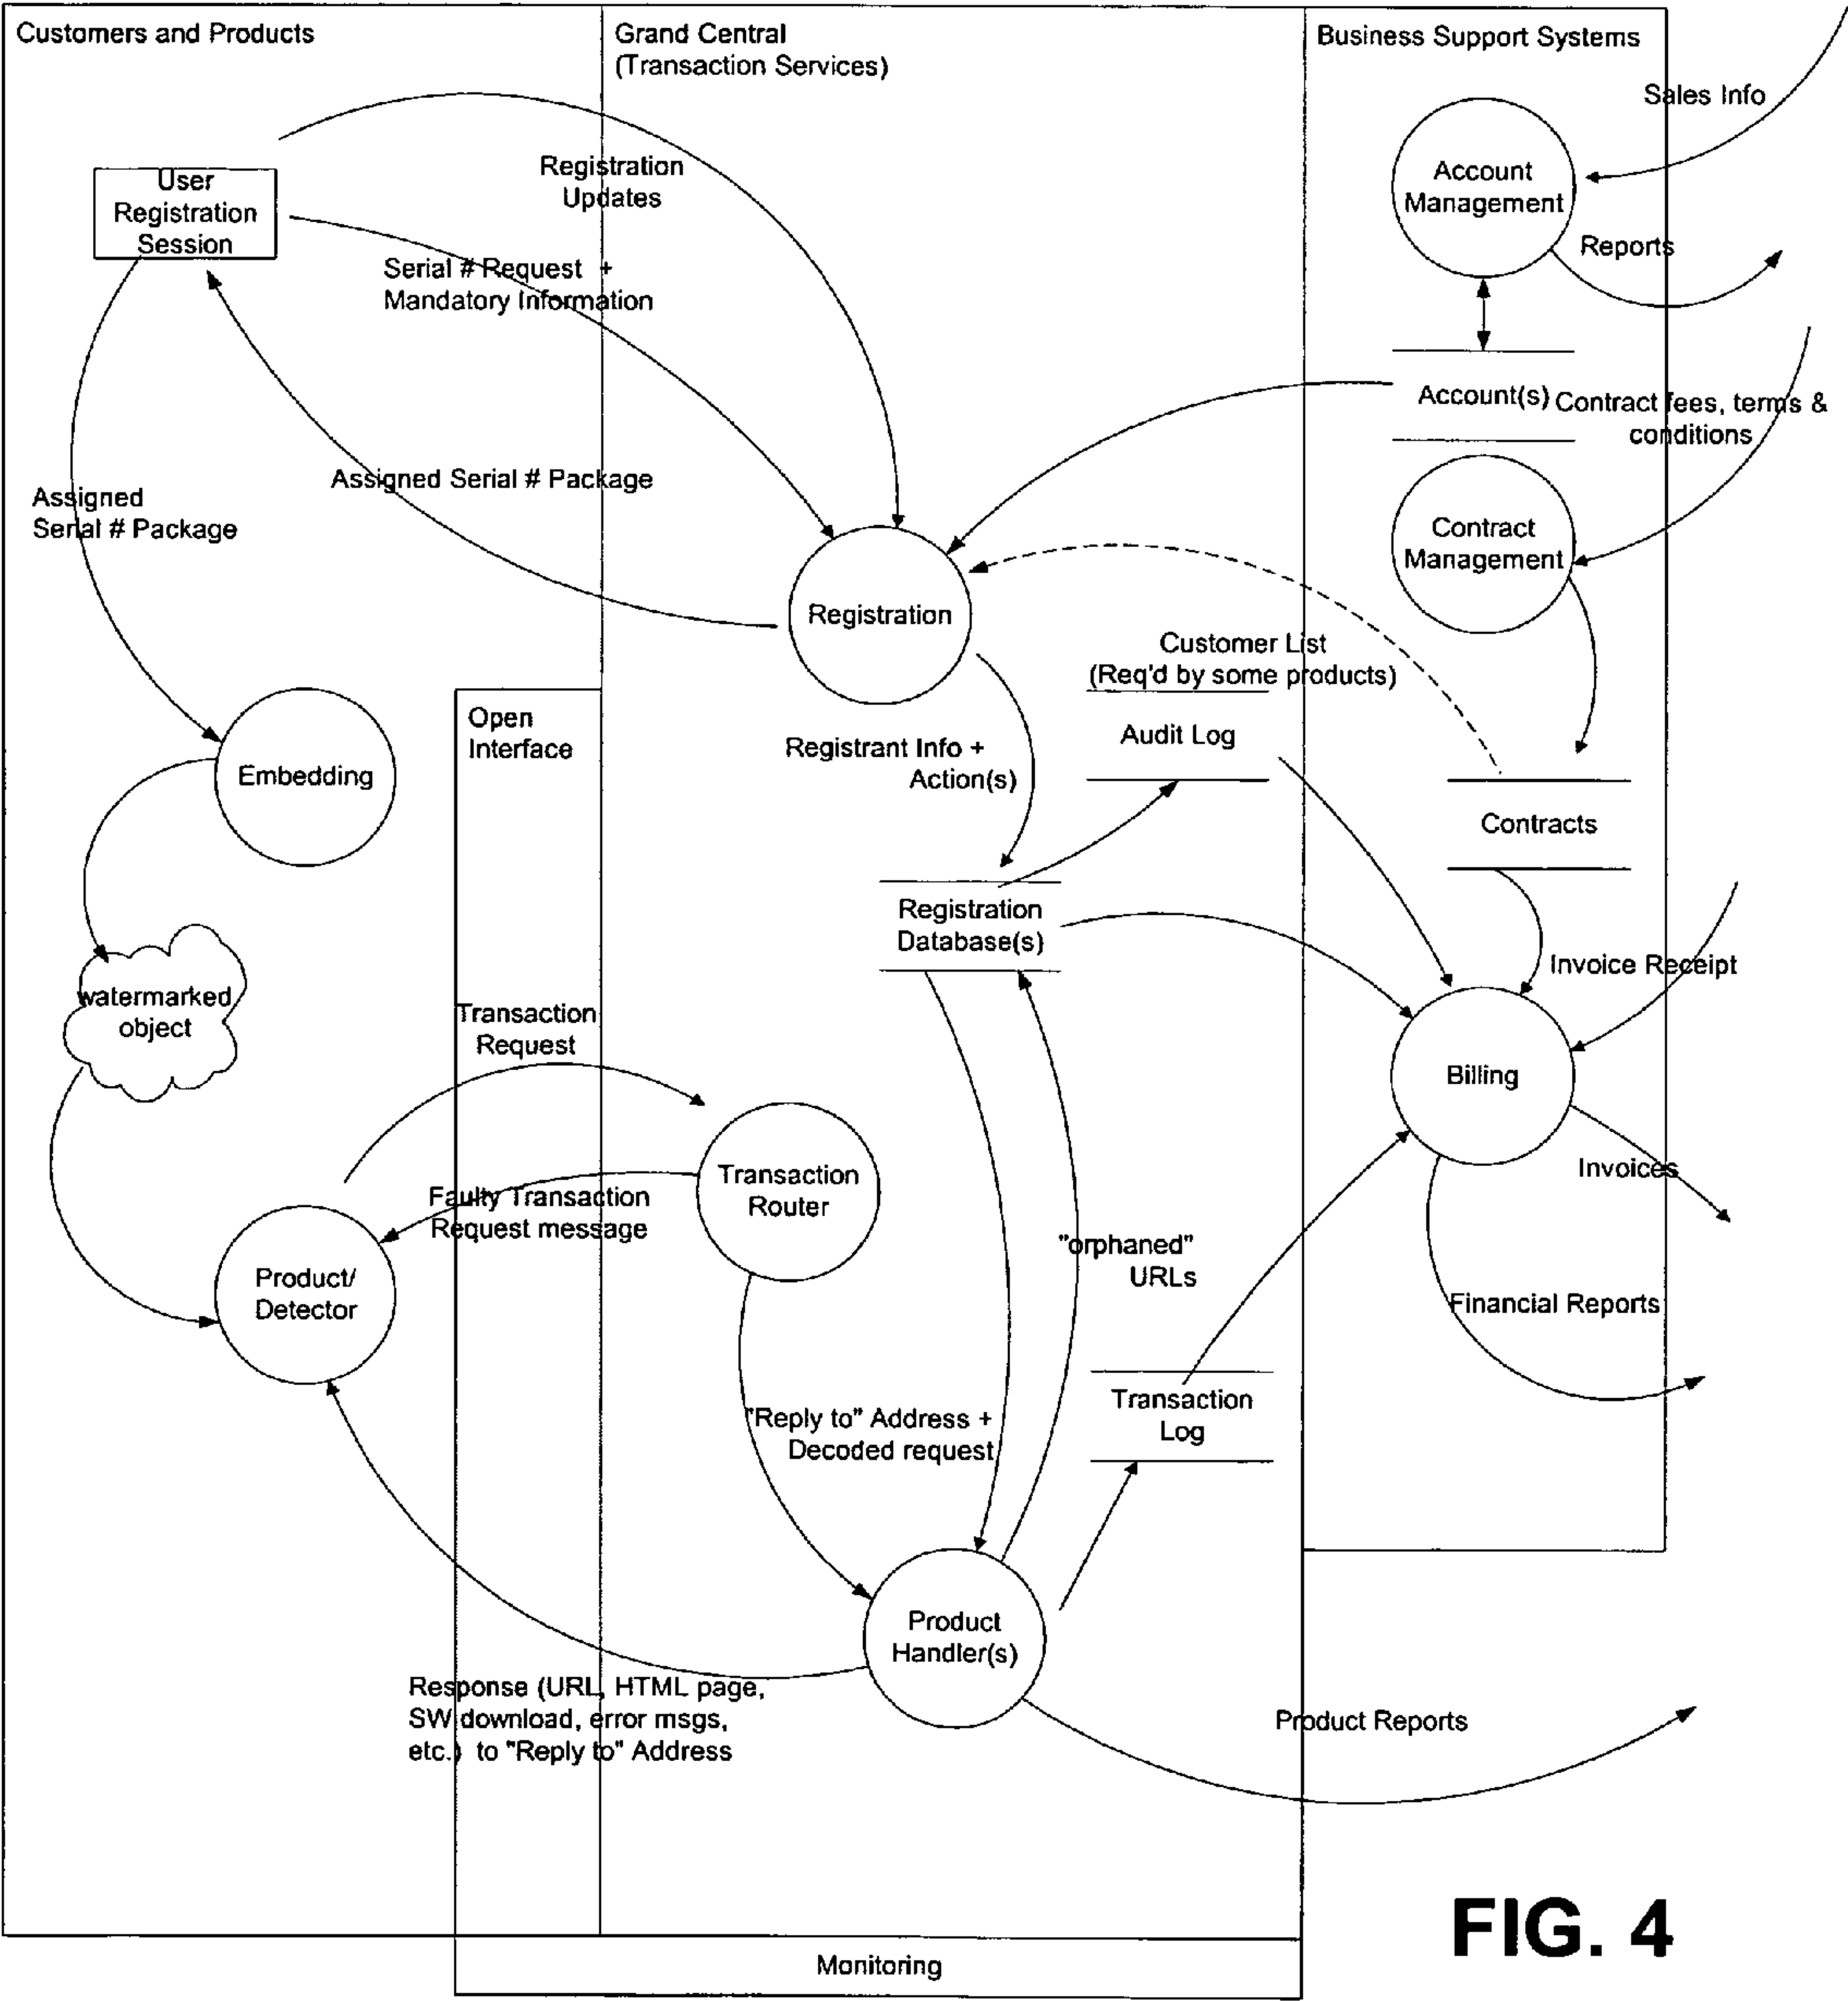 Customers and Products
Grand Central
(Transaction Services)
Business Support Systems
Sales Info
User
Registration
Session
Registration
Updates
Account
Management
Reports
Serial # Request +
Mandatory Information
Account(s)
Contract fees, terms &
conditions
Assigned Serial # Package
Assigned
Serial # Package
Contract
Management
Registration
Customer List
(Req'd by some products)
Open
Interface
Registrant Info +
Action(s)
Audit Log
Embedding
Contracts
Registration
Database(s)
Invoice Receipt
watermarked
object
Transaction
Request
Billing
Transaction
Router
Invoices
Faulty Transaction
Request message
"orphaned"
URLs
Product/
Detector
Financial Reports
"Reply to" Address +
Decoded request
Transaction
Log
Product
Handler(s)
Response (URL, HTML page,
SW download, error msgs,
etc.) to "Reply to" Address
Product Reports
FIG. 4
Monitoring